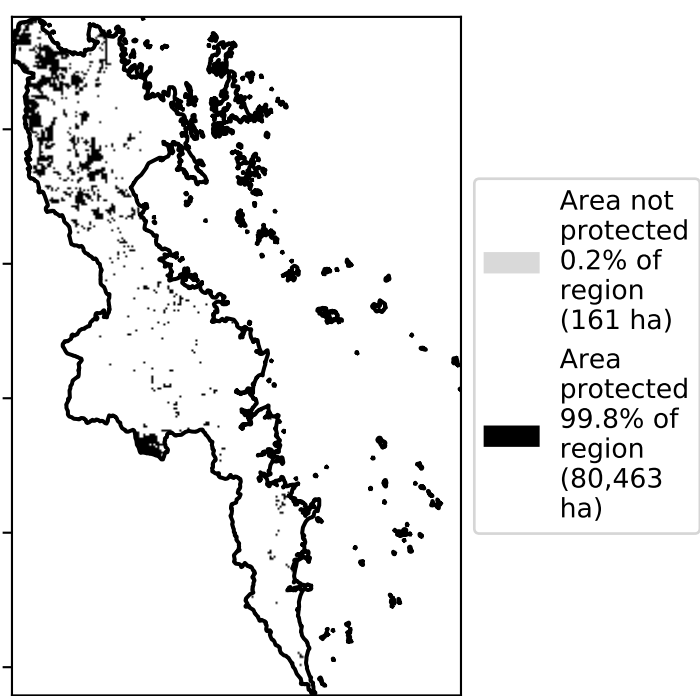 Area not
protected
0.2% of
region
(161 ha)
Area
protected
99.8% of
region
(80,463
ha)